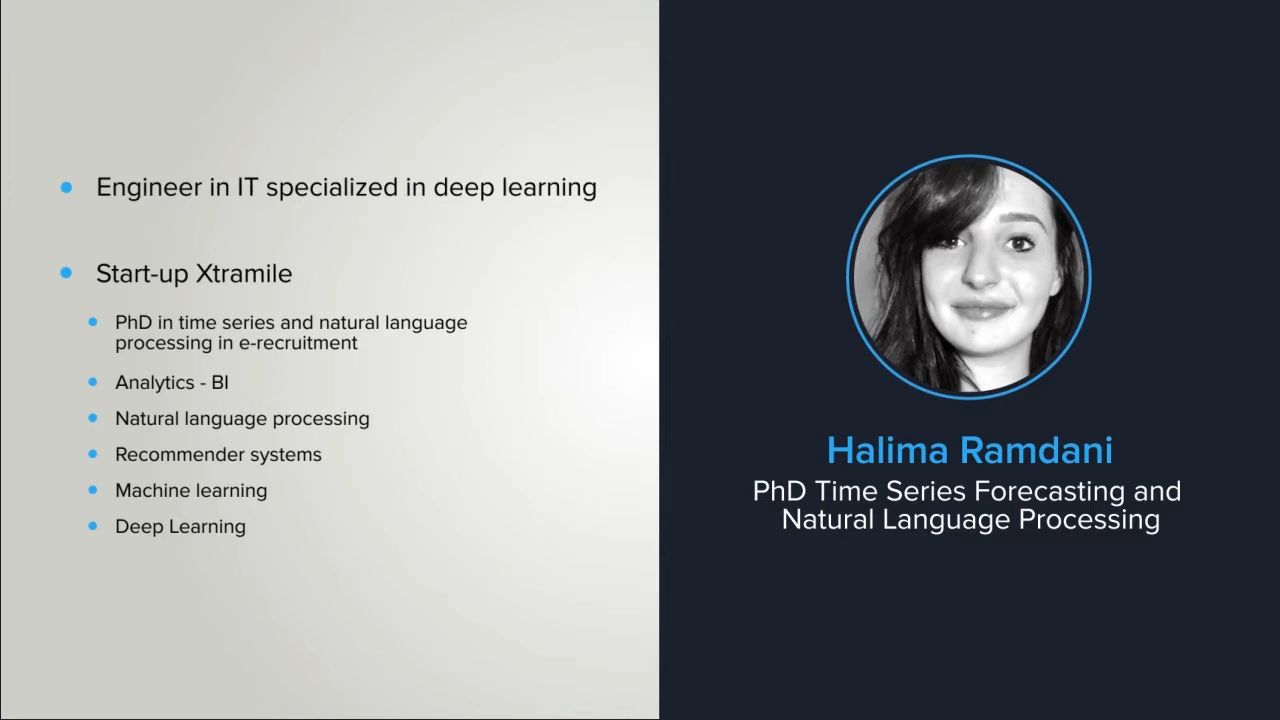 Engineer in IT specialized in deep learning
Start-up Xtramile
PhD in time series and natural language
processing in e-recruitment
Analytics - BI
Natural language processing
Recommender systems
Machine learning
Deep Learning
Halima Ramdani
PhD Time Series Forecasting and
Natural Language Processing